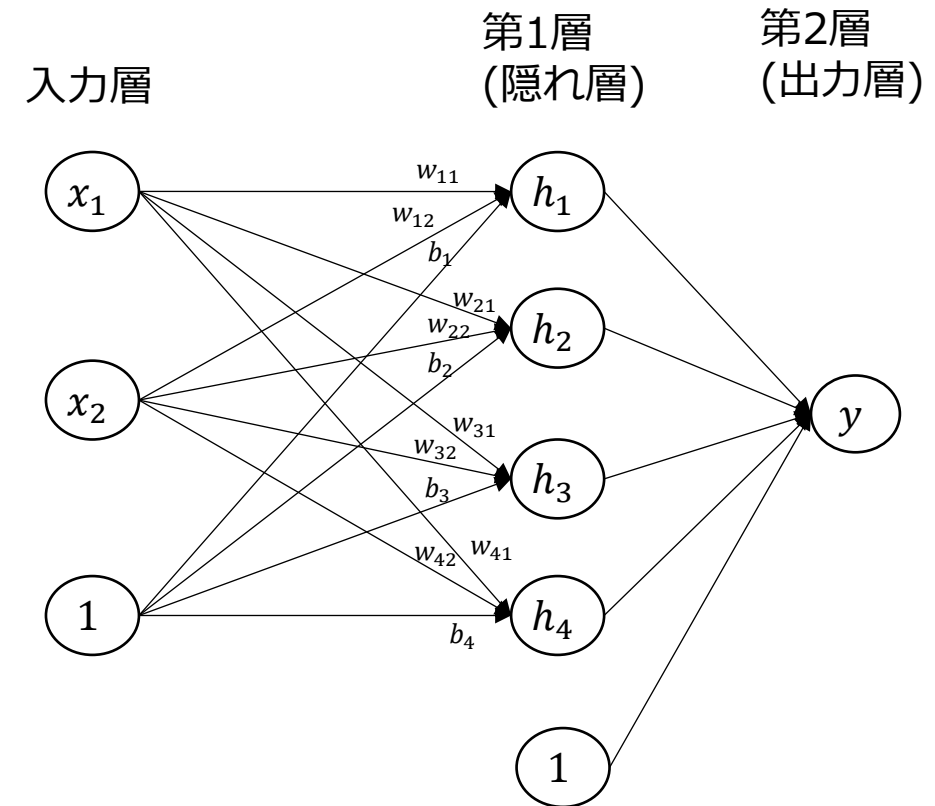 入力層
第1層
(隠れ層)
第2層
(出力層)
x₁
x₂
1
w₁₁
w₁₂
b₁
w₂₁
w₂₂
b₂
w₃₁
w₃₂
b₃
w₄₁
w₄₂
b₄
h₁
h₂
h₃
h₄
1
y